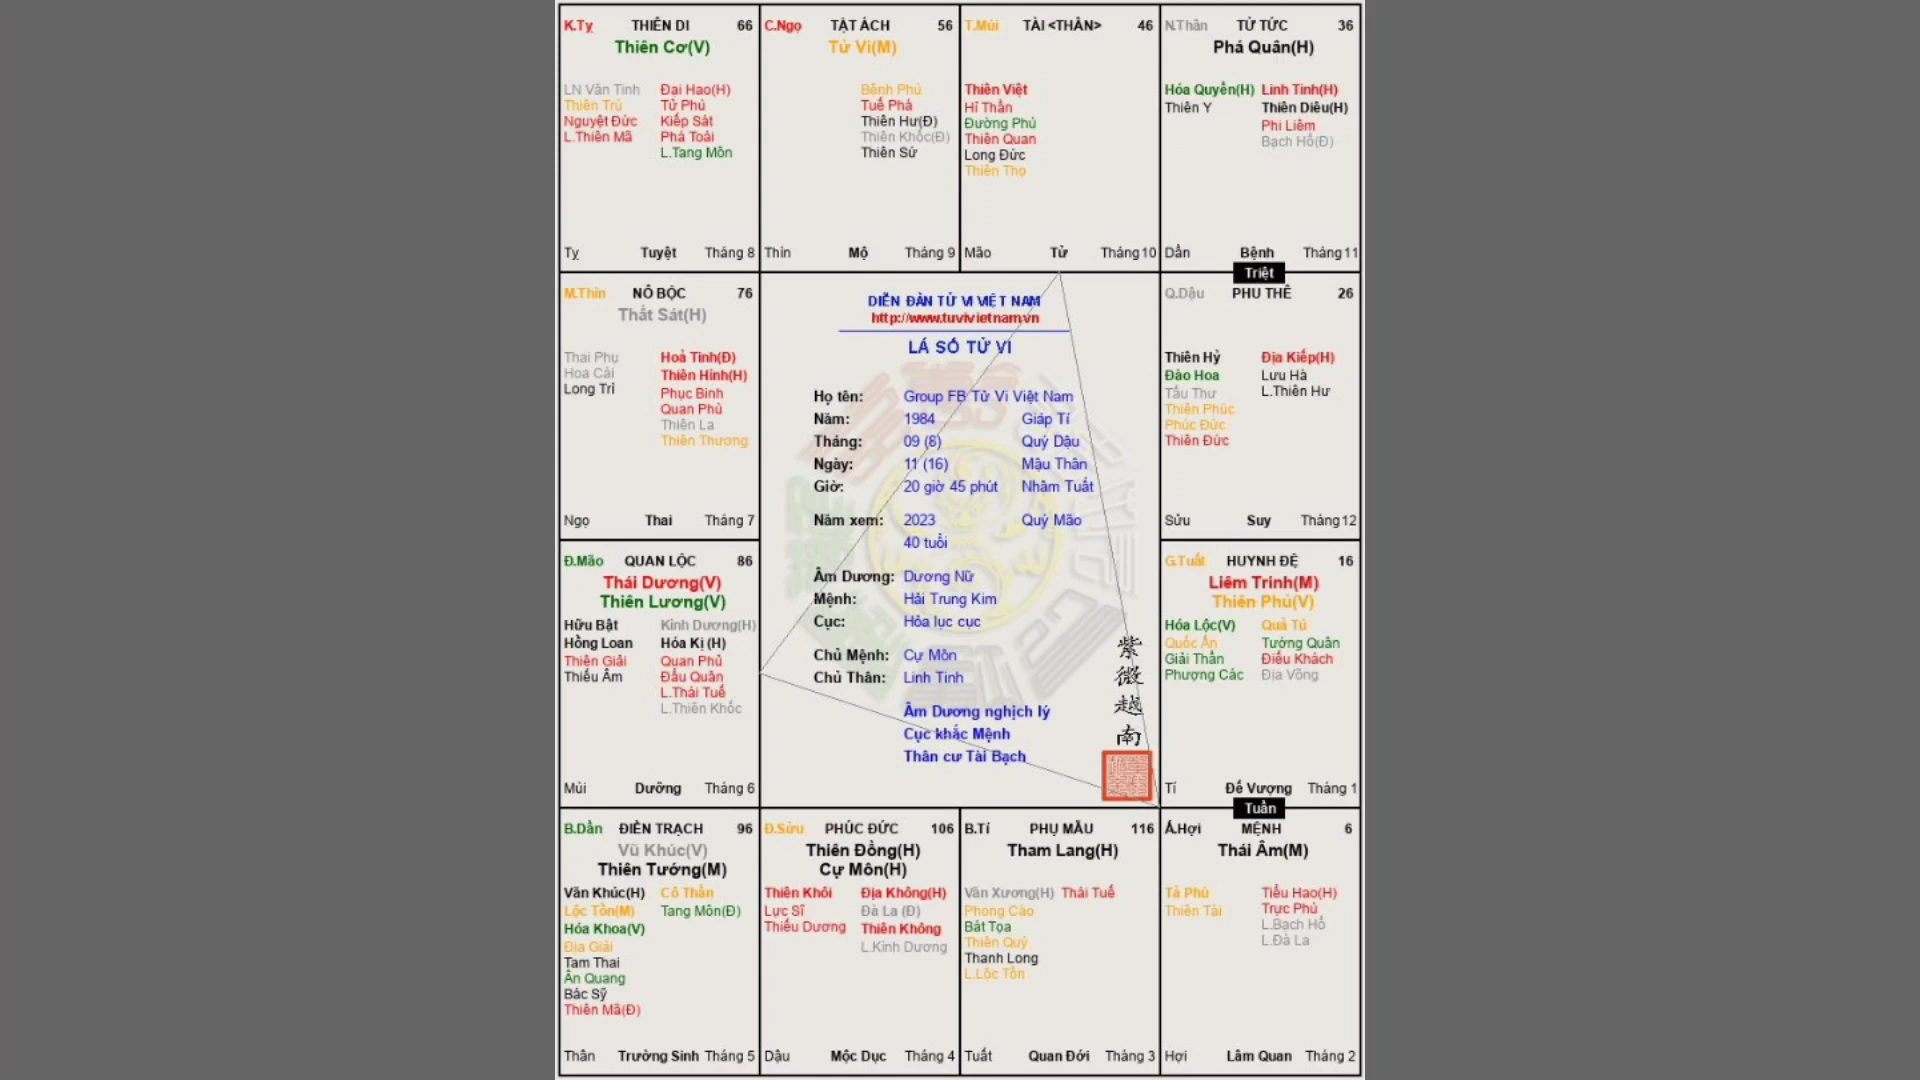 K.Tỵ THIÊN DI 66
Thiên Cơ(V)
LN Văn Tinh Đại Hao(H)
Thiên Trù Tử Phù
Nguyệt Đức Kiếp Sát
L.Thiên Mã Phá Toái
L.Tang Môn
Tỵ Tuyệt Tháng 8
C.Ngọ TẬT ÁCH 56
Tử Vi(M)
Bệnh Phù
Tuế Phá
Thiên Hư(Đ)
Thiên Khốc(Đ)
Thiên Sứ
Thìn Mộ Tháng 9
T.Mùi TÀI <THÂN> 46
Thiên Việt
Hỉ Thần
Đường Phù
Thiên Quan
Long Đức
Thiên Thọ
Mão Tử Tháng 10
N.Thân TỬ TỨC 36
Phá Quân(H)
Hóa Quyền(H) Linh Tinh(H)
Thiên Y Thiên Diêu(H)
Phi Liêm
Bạch Hổ(Đ)
Dần Bệnh Tháng 11
Triệt
M.Thìn NÔ BỘC 76
Thất Sát(H)
Thai Phụ Hoả Tinh(Đ)
Hoa Cái Thiên Hình(H)
Long Trì Phục Binh
Quan Phù
Thiên La
Thiên Thương
Ngọ Thai Tháng 7
DIỄN ĐÀN TỬ VI VIỆT NAM
http://www.tuvivietnam.vn
LÁ SỐ TỬ VI
Họ tên: Group FB Tử Vi Việt Nam
Năm: 1984 Giáp Tí
Tháng: 09 (8) Quý Dậu
Ngày: 11 (16) Mậu Thân
Giờ: 20 giờ 45 phút Nhâm Tuất
Năm xem: 2023 Quý Mão
40 tuổi
Âm Dương: Dương Nữ
Mệnh: Hải Trung Kim
Cục: Hỏa lục cục
Chủ Mệnh: Cự Môn
Chủ Thân: Linh Tinh
Âm Dương nghịch lý
Cục khắc Mệnh
Thân cư Tài Bạch
紫
微
越
南
Q.Dậu PHU THÊ 26
Thiên Hỷ Địa Kiếp(H)
Đào Hoa Lưu Hà
Tấu Thư L.Thiên Hư
Thiên Phúc
Phúc Đức
Thiên Đức
Sửu Suy Tháng 12
Đ.Mão QUAN LỘC 86
Thái Dương(V)
Thiên Lương(V)
Hữu Bật Kình Dương(H)
Hồng Loan Hóa Kị (H)
Thiên Giải Quan Phủ
Thiếu Âm Đẩu Quân
L.Thái Tuế
L.Thiên Khốc
Mùi Dưỡng Tháng 6
G.Tuất HUYNH ĐỆ 16
Liêm Trinh(M)
Thiên Phủ(V)
Hóa Lộc(V) Quả Tú
Quốc Ấn Tướng Quân
Giải Thần Điếu Khách
Phượng Các Địa Võng
Tí Đế Vượng Tháng 1
Tuần
B.Dần ĐIỀN TRẠCH 96
Vũ Khúc(V)
Thiên Tướng(M)
Văn Khúc(H) Cô Thần
Lộc Tồn(M) Tang Môn(Đ)
Hóa Khoa(V)
Địa Giải
Tam Thai
Ân Quang
Bác Sỹ
Thiên Mã(Đ)
Thân Trường Sinh Tháng 5
Đ.Sửu PHÚC ĐỨC 106
Thiên Đồng(H)
Cự Môn(H)
Thiên Khôi Địa Không(H)
Lực Sĩ Đà La (Đ)
Thiếu Dương Thiên Không
L.Kình Dương
Dậu Mộc Dục Tháng 4
B.Tí PHỤ MẪU 116
Tham Lang(H)
Văn Xương(H) Thái Tuế
Phong Cáo
Bát Tọa
Thiên Quý
Thanh Long
L.Lộc Tồn
Tuất Quan Đới Tháng 3
Ấ.Hợi MỆNH 6
Thái Âm(M)
Tả Phù Tiểu Hao(H)
Thiên Tài Trực Phù
L.Bạch Hổ
L.Đà La
Hợi Lâm Quan Tháng 2